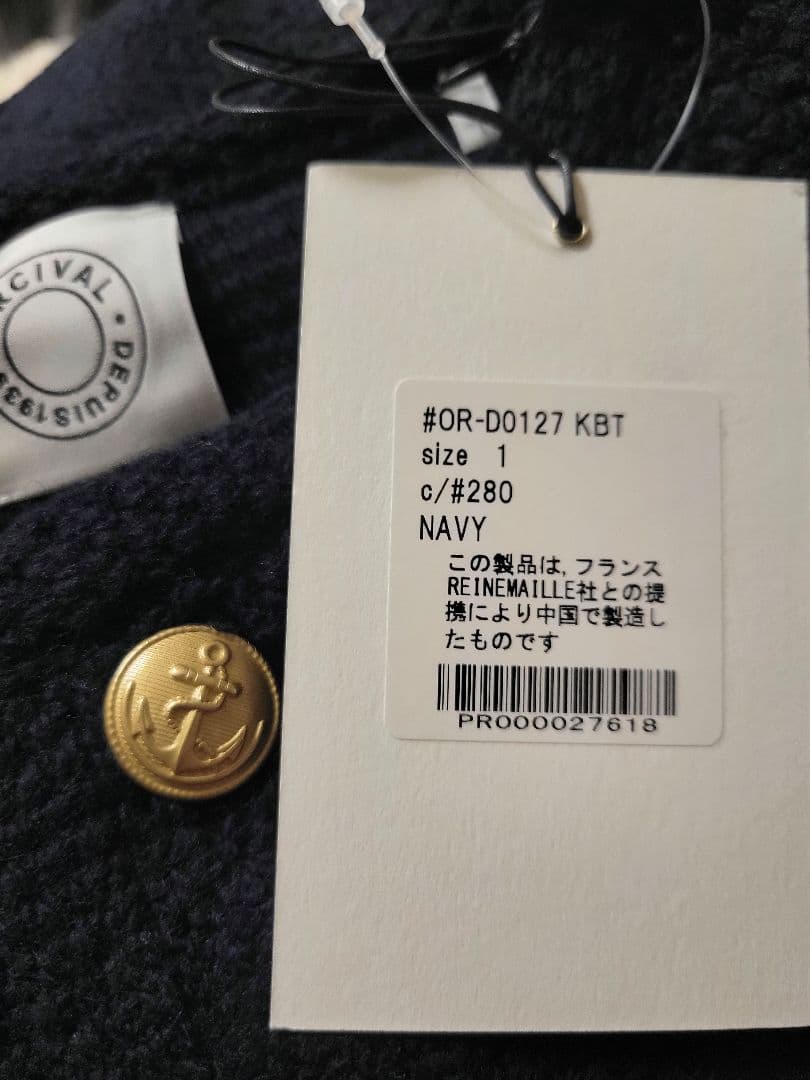 RCIVAL • DEPUIS 1939
#OR-D0127 KBT
size 1
c/#280
NAVY
この製品は,フランス
REINEMAILLE社との提
携により中国で製造し
たものです
PR000027618